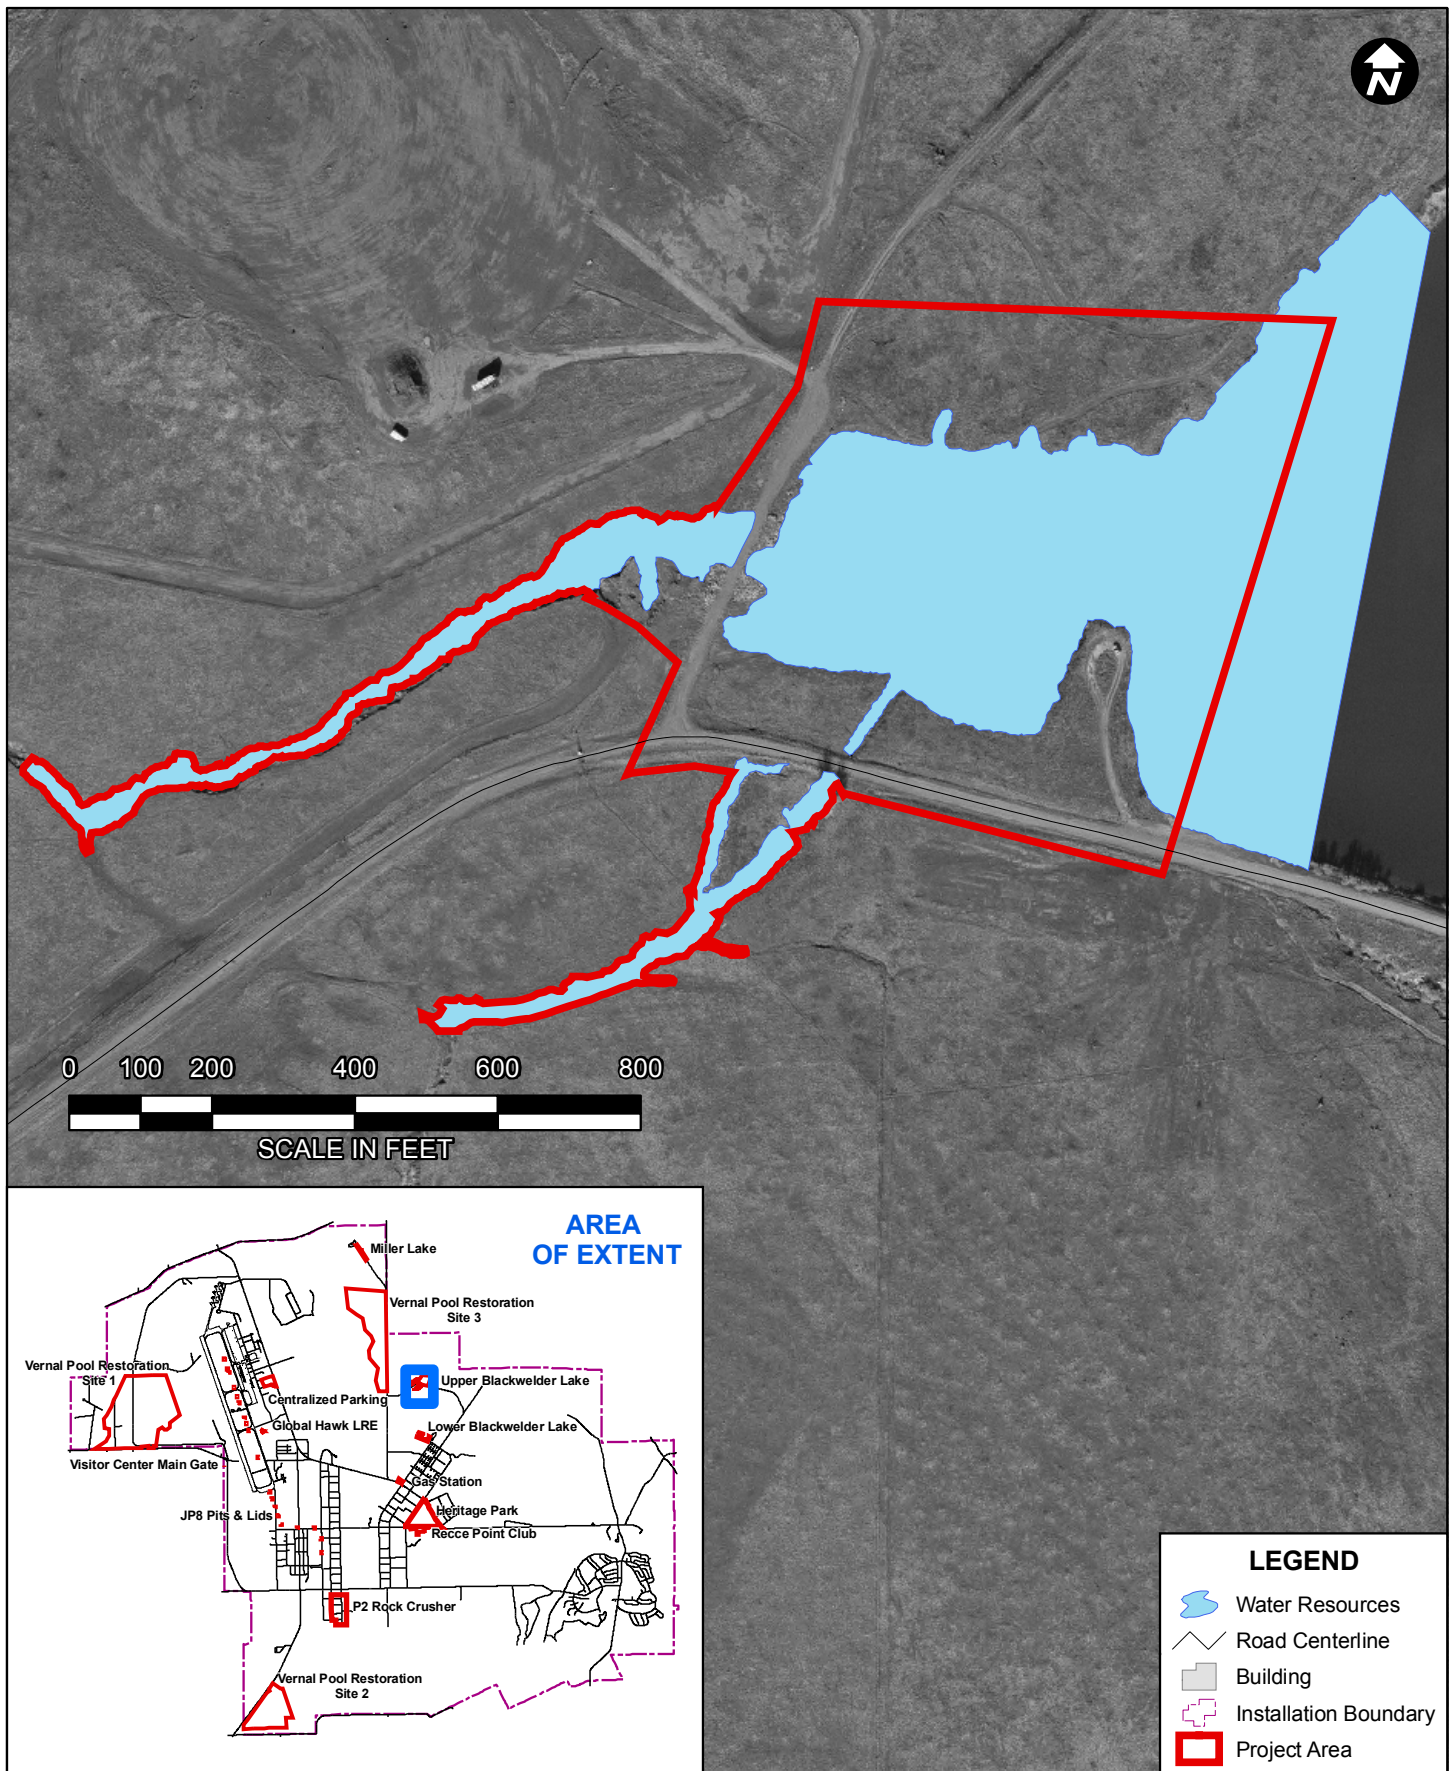 N
0 100 200 400 600 800
SCALE IN FEET
AREA
OF EXTENT
Miller Lake
Vernal Pool Restoration
Site 3
Vernal Pool Restoration
Site 1
Upper Blackwelder Lake
Centralized Parking
Global Hawk LRE
Lower Blackwelder Lake
Visitor Center Main Gate
Gas Station
JP8 Pits & Lids
Heritage Park
Recce Point Club
P2 Rock Crusher
Vernal Pool Restoration
Site 2
LEGEND
Water Resources
Road Centerline
Building
Installation Boundary
Project Area